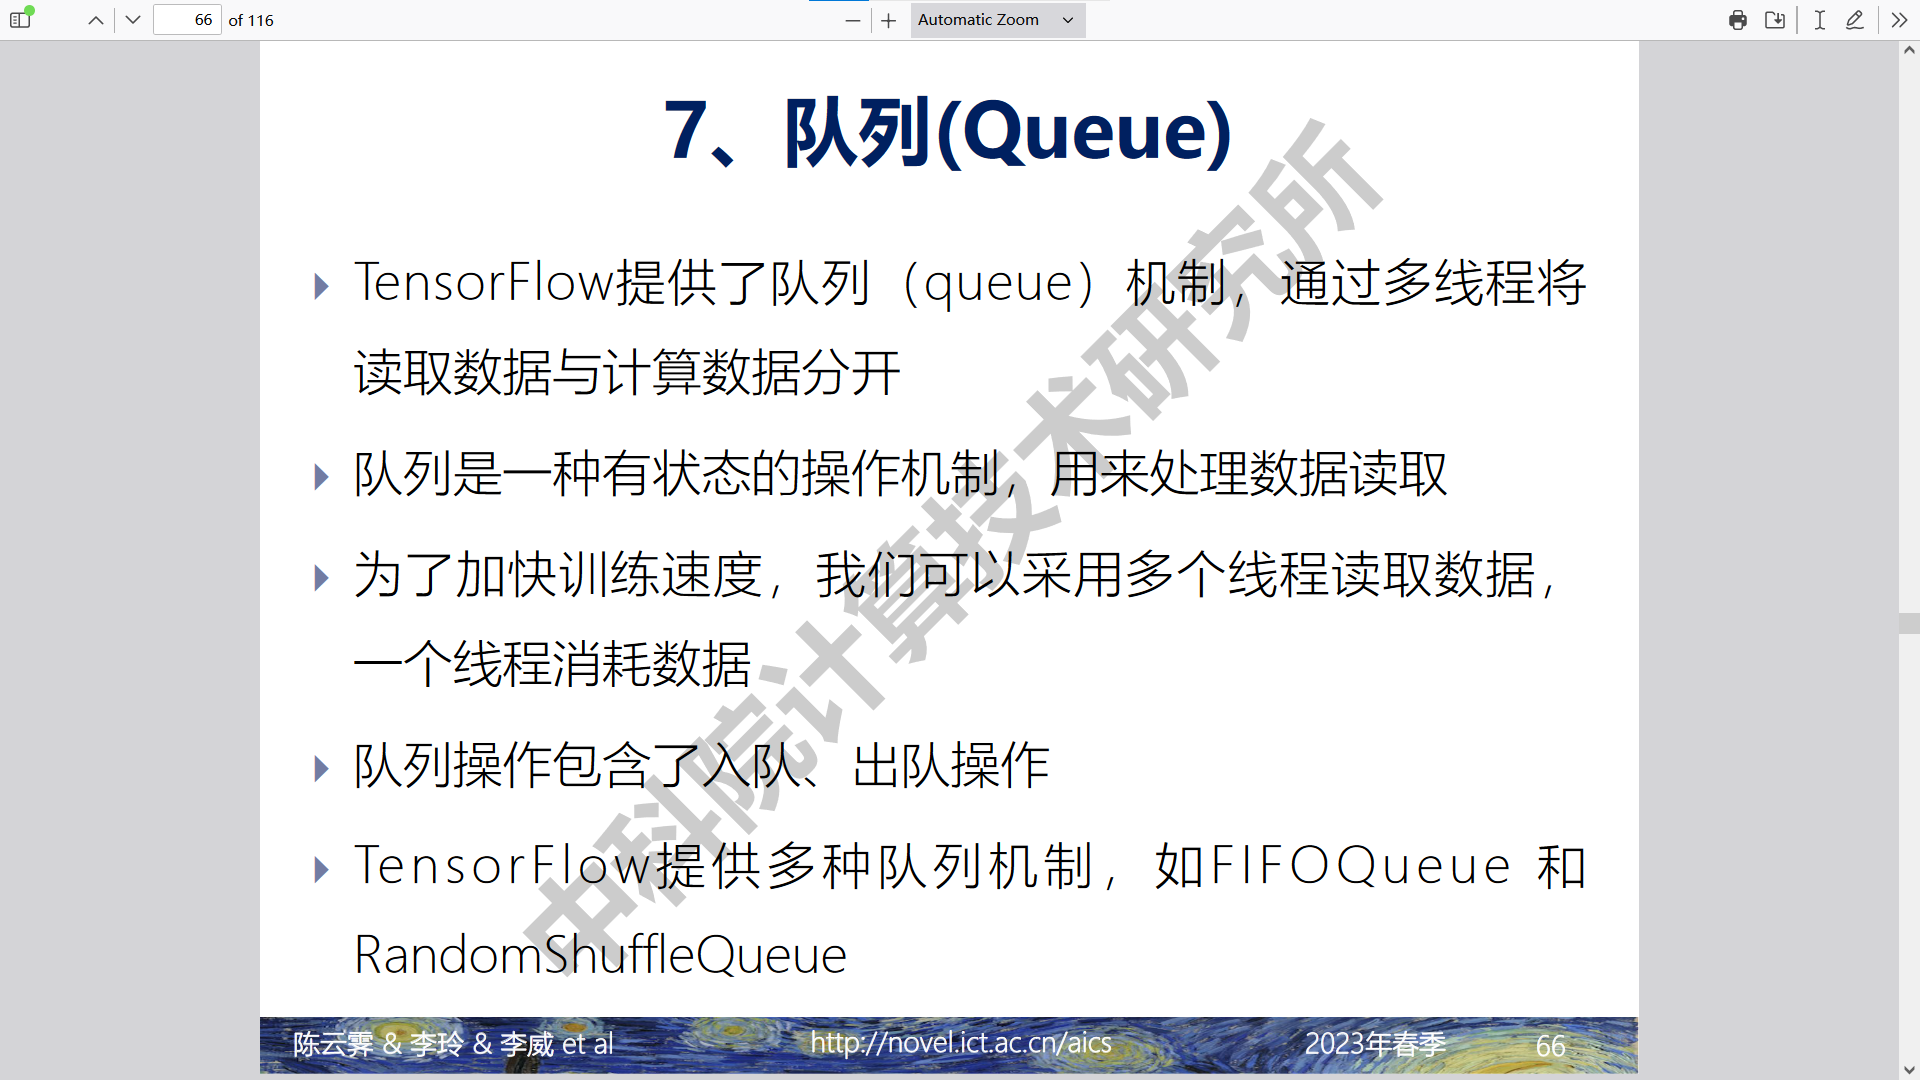 66 of 116
Automatic Zoom
7、队列(Queue)
TensorFlow提供了队列（queue）机制，通过多线程将
读取数据与计算数据分开
队列是一种有状态的操作机制，用来处理数据读取
为了加快训练速度，我们可以采用多个线程读取数据，
一个线程消耗数据
队列操作包含了入队、出队操作
TensorFlow提供多种队列机制，如FIFOQueue 和
RandomShuffleQueue
中科院计算技术研究所
陈云霁 & 李玲 & 李威 et al
http://novel.ict.ac.cn/aics
2023年春季
66